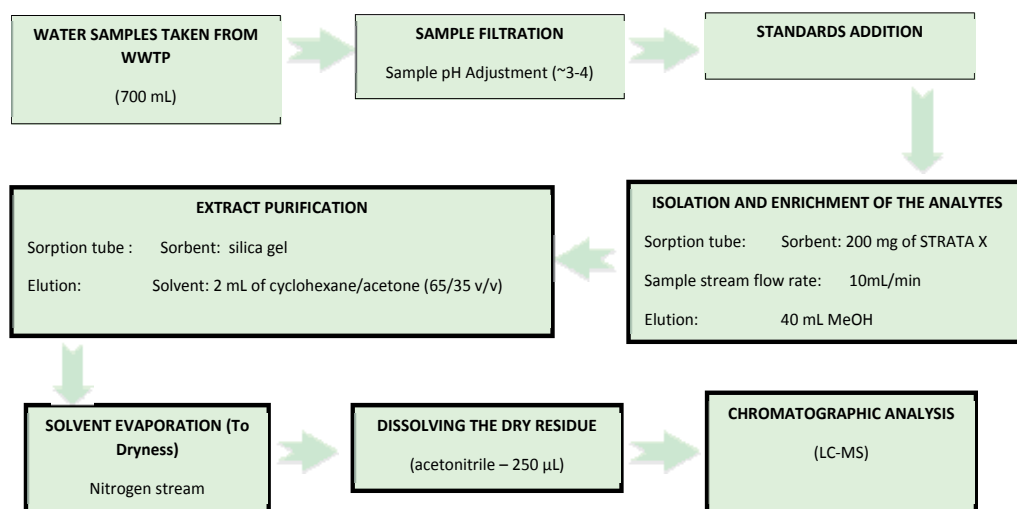 WATER SAMPLES TAKEN FROM
WWTP
(700 mL)
SAMPLE FILTRATION
Sample pH Adjustment (~3-4)
STANDARDS ADDITION
ISOLATION AND ENRICHMENT OF THE ANALYTES
Sorption tube: Sorbent: 200 mg of STRATA X
Sample stream flow rate: 10mL/min
Elution: 40 mL MeOH
EXTRACT PURIFICATION
Sorption tube : Sorbent: silica gel
Elution: Solvent: 2 mL of cyclohexane/acetone (65/35 v/v)
SOLVENT EVAPORATION (To
Dryness)
Nitrogen stream
DISSOLVING THE DRY RESIDUE
(acetonitrile – 250 µL)
CHROMATOGRAPHIC ANALYSIS
(LC-MS)